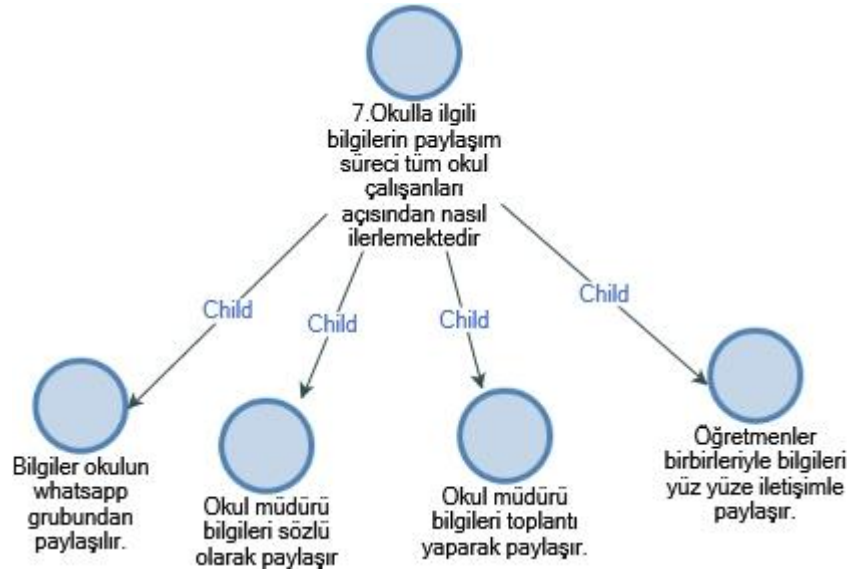 7.Okulla ilgili
bilgilerin paylaşım
süreci tüm okul
çalışanları
açısından nasıl
ilerlemektedir
Child
Child
Child
Child
Bilgiler okulun
whatsapp
grubundan
paylaşılır.
Okul müdürü
bilgileri sözlü
olarak paylaşır
Okul müdürü
bilgileri toplantı
yaparak paylaşır.
Öğretmenler
birbirleriyle bilgileri
yüz yüze iletişimle
paylaşır.